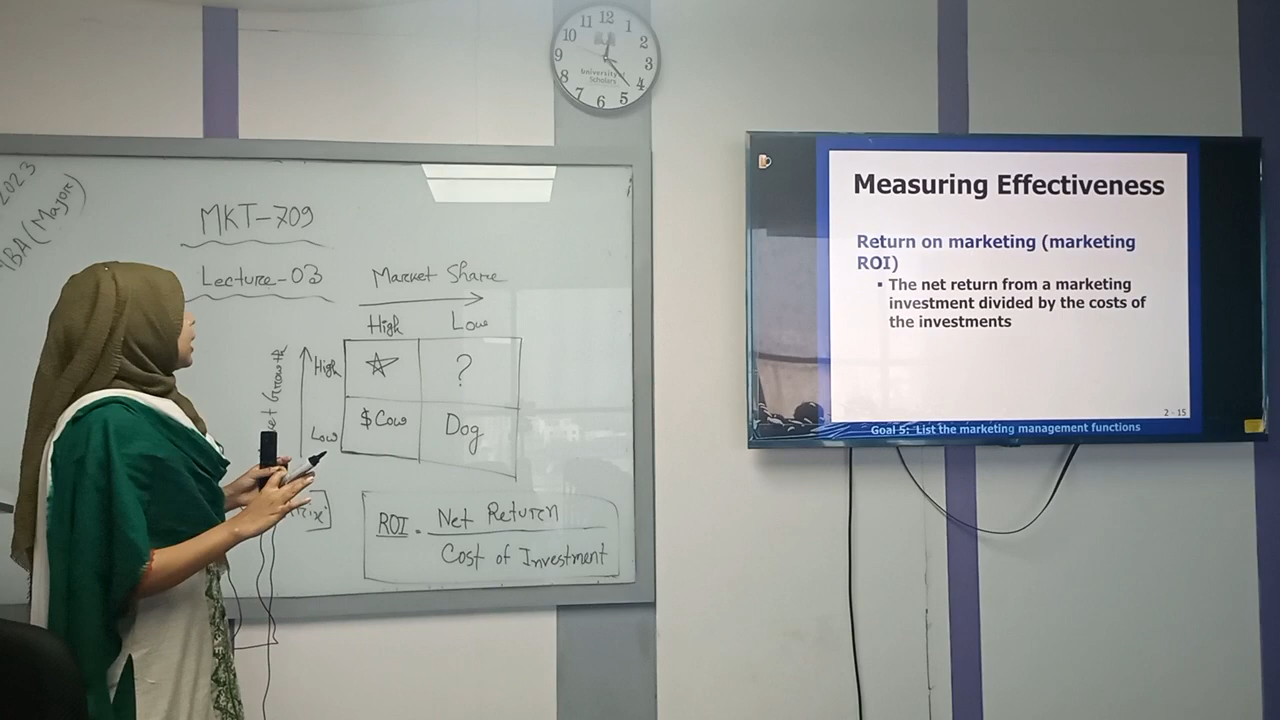 12
11 1
10 2
9 3
8 4
7 5
6
University of
Scholars
2023
(Major)
MKT-709
Lecture-03
Market Share
High Low
High
Low
?
$ Cow
Dog
ROI = Net Return
Cost of Investment
Measuring Effectiveness
Return on marketing (marketing
ROI)
▪ The net return from a marketing
investment divided by the costs of
the investments
2 - 15
Goal 5: List the marketing management functions